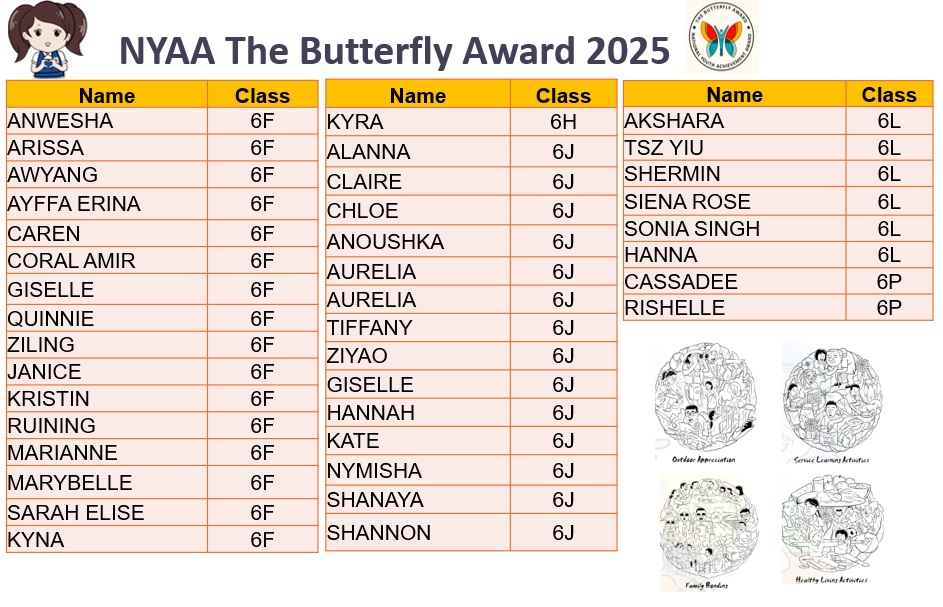 NYAA The Butterfly Award 2025
THE BUTTERFLY AWARD
NATIONAL YOUTH ACHIEVEMENT AWARD
Name Class
ANWESHA 6F
ARISSA 6F
AWYANG 6F
AYFFA ERINA 6F
CAREN 6F
CORAL AMIR 6F
GISELLE 6F
QUINNIE 6F
ZILING 6F
JANICE 6F
KRISTIN 6F
RUINING 6F
MARIANNE 6F
MARYBELLE 6F
SARAH ELISE 6F
KYNA 6F
Name Class
KYRA 6H
ALANNA 6J
CLAIRE 6J
CHLOE 6J
ANOUSHKA 6J
AURELIA 6J
AURELIA 6J
TIFFANY 6J
ZIYAO 6J
GISELLE 6J
HANNAH 6J
KATE 6J
NYMISHA 6J
SHANAYA 6J
SHANNON 6J
Name Class
AKSHARA 6L
TSZ YIU 6L
SHERMIN 6L
SIENA ROSE 6L
SONIA SINGH 6L
HANNA 6L
CASSADEE 6P
RISHELLE 6P
Outdoor Appreciation
Service Learning Activities
Family Bonding
Healthy Living Activities